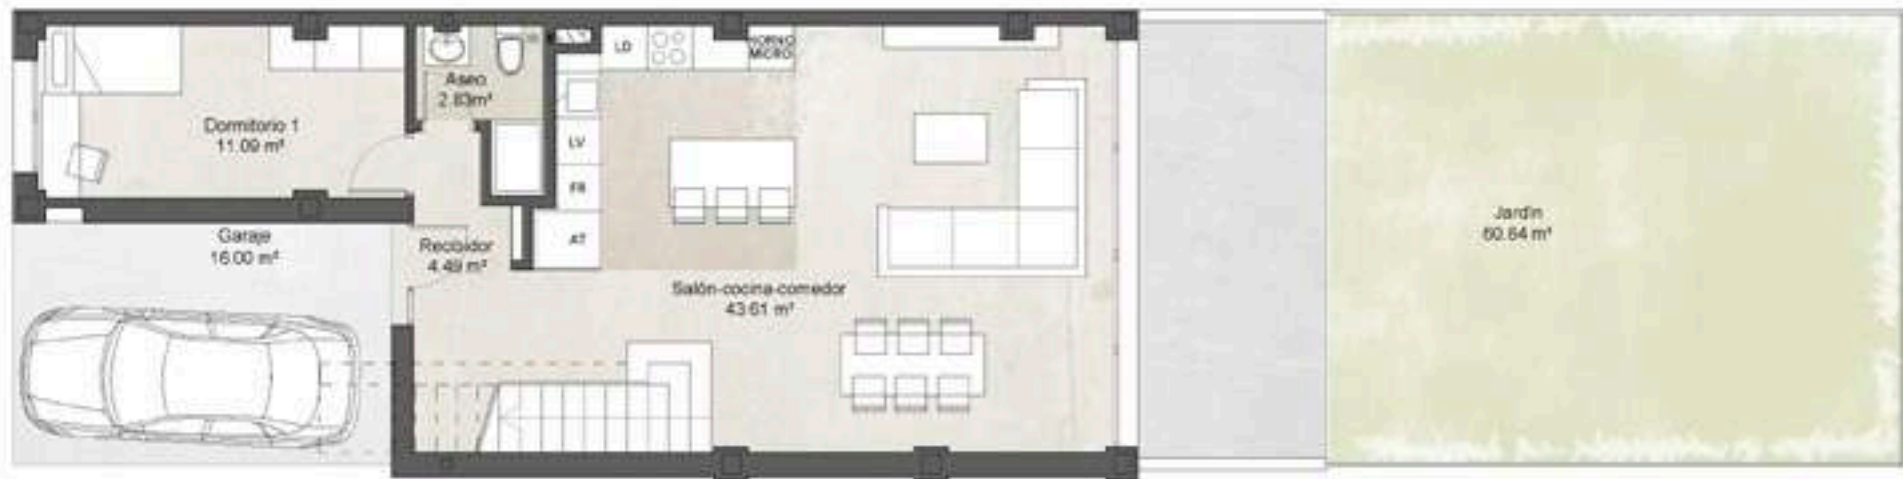 LD
HORNO
MICRO
Aseo
2.83m²
Dormitorio 1
11.09 m²
LV
FR
AT
Garaje
16.00 m²
Recibidor
4.49 m²
Salón-cocina-comedor
43.61 m²
Jardín
60.64 m²